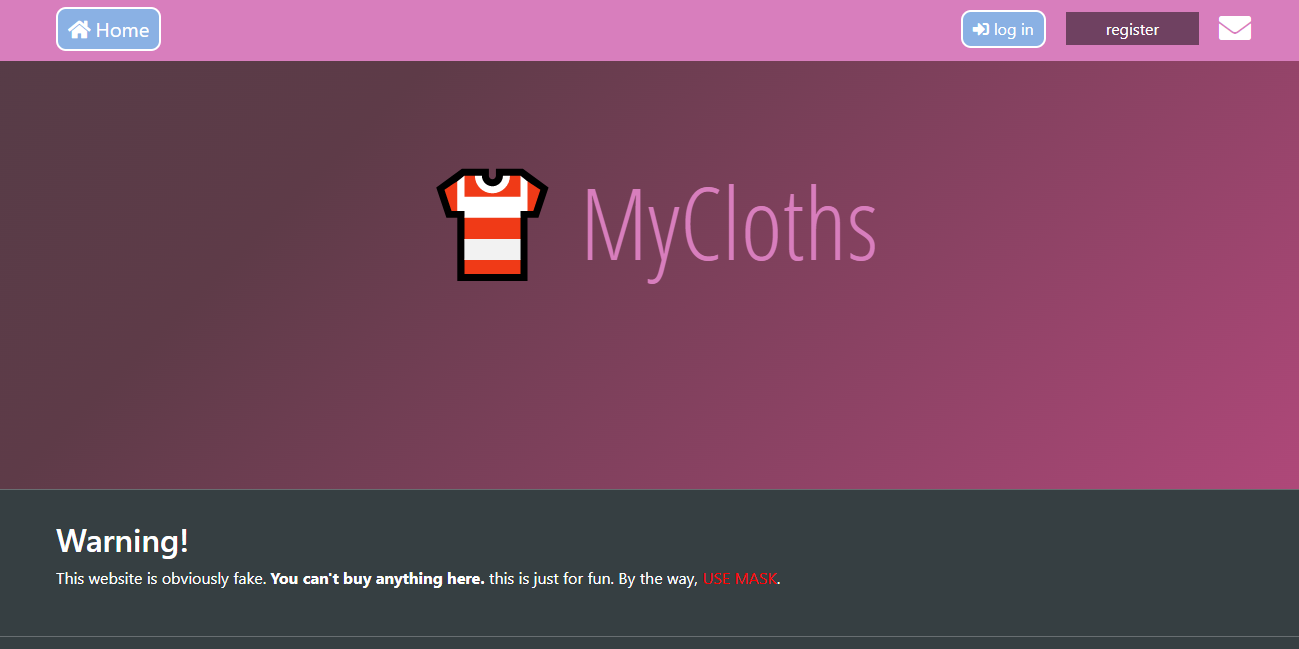 Home
log in
register
MyCloths
Warning!
This website is obviously fake. You can't buy anything here. this is just for fun. By the way, USE MASK.